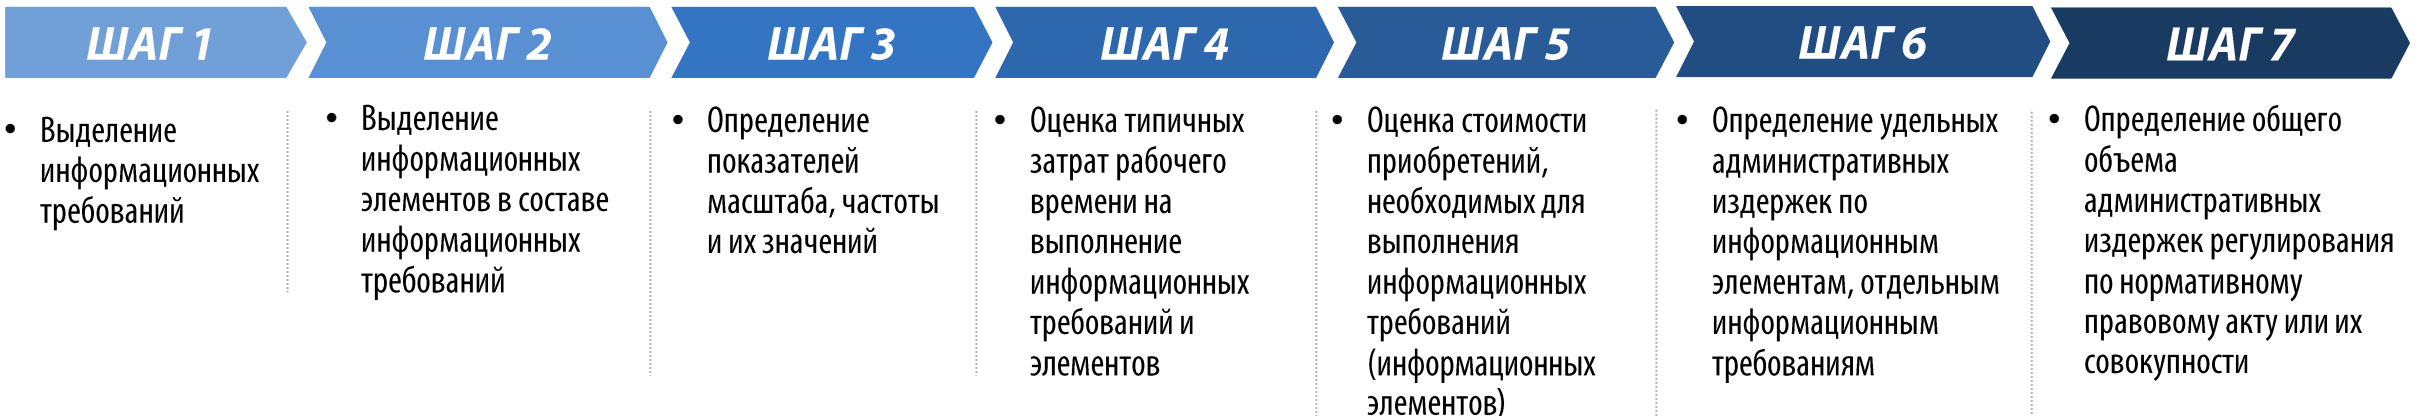 ШАГ 1
ШАГ 2
ШАГ 3
ШАГ 4
ШАГ 5
ШАГ 6
ШАГ 7
• Выделение
информационных
требований
• Выделение
информационных
элементов в составе
информационных
требований
• Определение
показателей
масштаба, частоты
и их значений
• Оценка типичных
затрат рабочего
времени на
выполнение
информационных
требований и
элементов
• Оценка стоимости
приобретений,
необходимых для
выполнения
информационных
требований
(информационных
элементов)
• Определение удельных
административных
издержек по
информационным
элементам, отдельным
информационным
требованиям
• Определение общего
объема
административных
издержек регулирования
по нормативному
правовому акту или их
совокупности